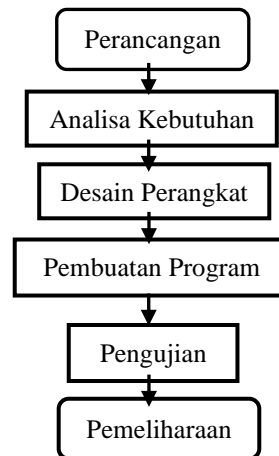 Perancangan
Analisa Kebutuhan
Desain Perangkat
Pembuatan Program
Pengujian
Pemeliharaan